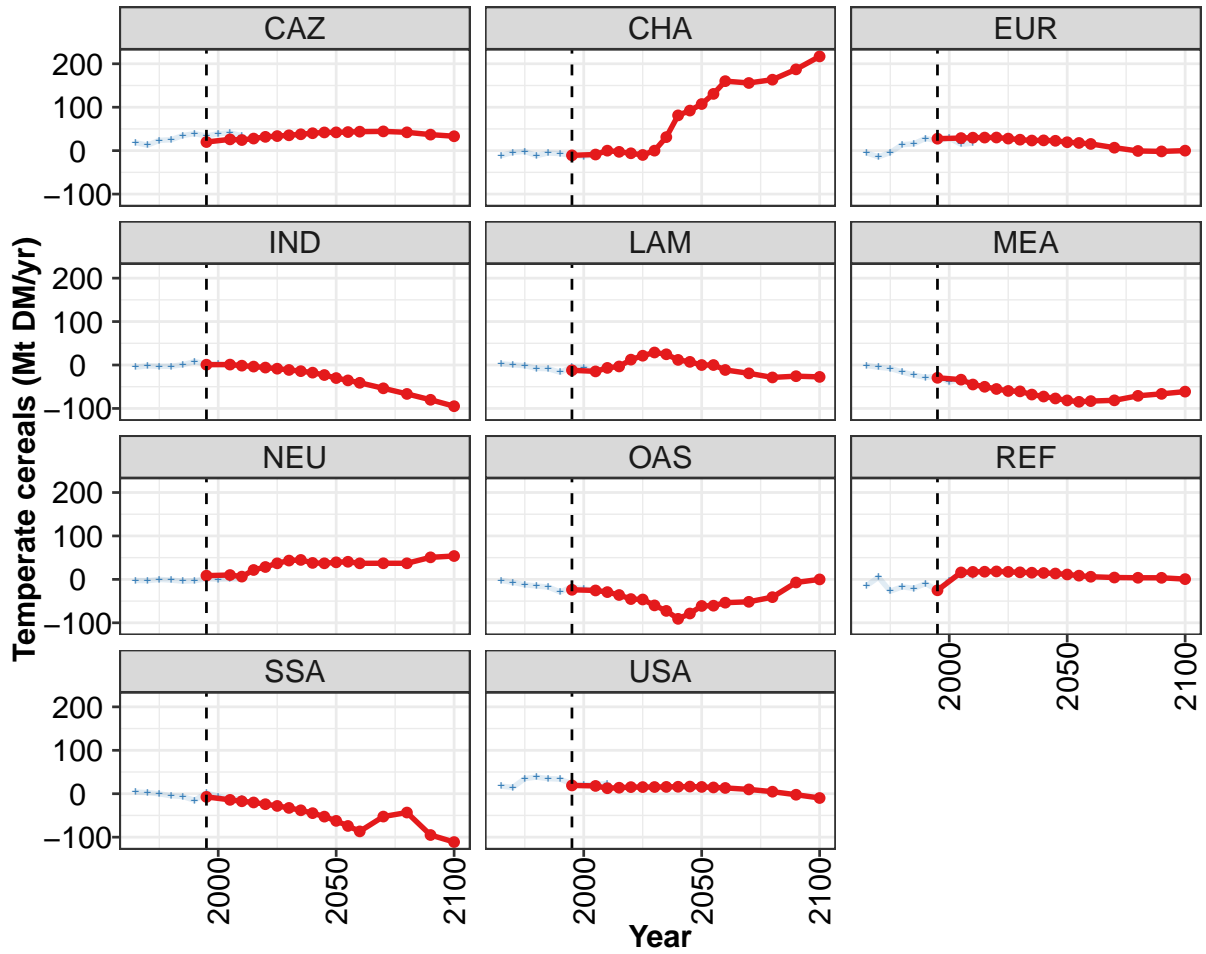 CAZ CHA EUR
200
100
0
−100
IND LAM MEA
200
100
0
−100
NEU OAS REF
200
100
0
−100
2000 2050 2100
SSA USA
200
100
0
−100
2000 2050 2100 2000 2050 2100
Year
Temperate cereals (Mt DM/yr)